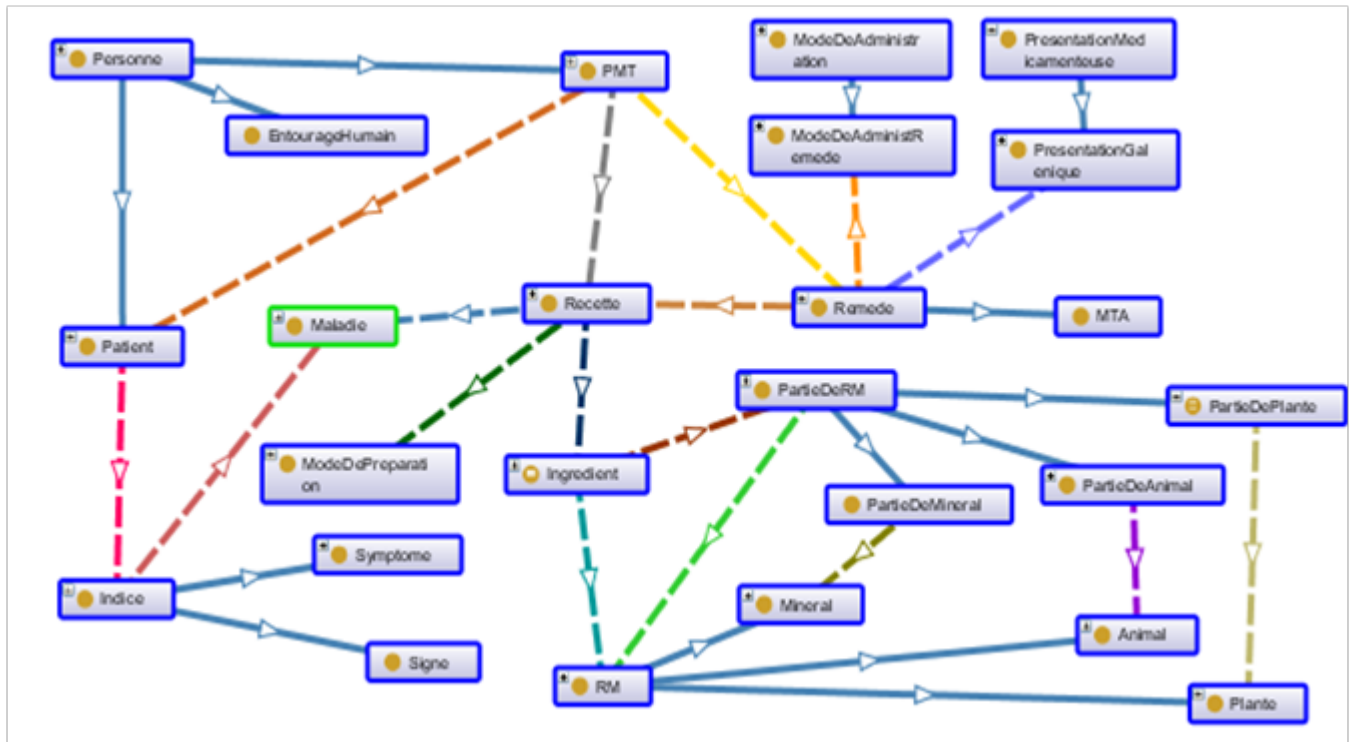 Personne
PMT
ModeDeAdministr
ation
PresentationMed
icamenteuse
EntourageHumain
ModeDeAdministR
emede
PresentationGal
enique
Maladie
Recette
Remede
MTA
Patient
PartieDeRM
PartieDePlante
ModeDePreparati
on
Ingredient
PartieDeMineral
PartieDeAnimal
Symptome
Indice
Mineral
Animal
Signe
RM
Plante